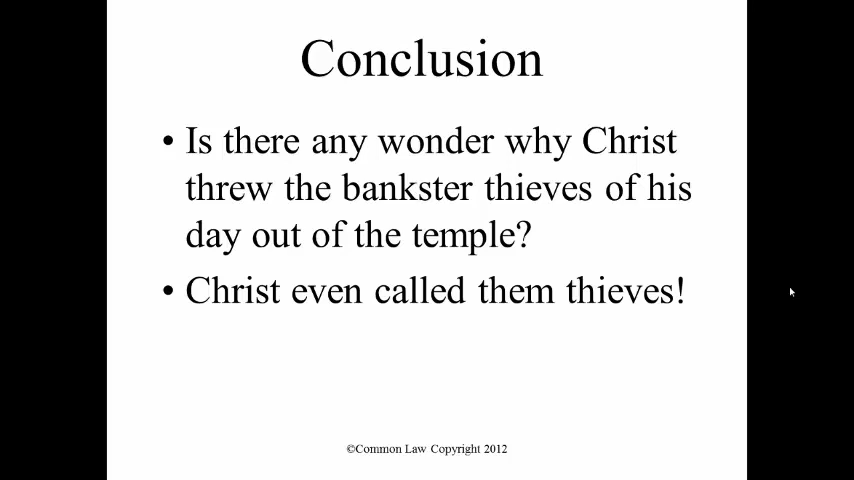 Conclusion
• Is there any wonder why Christ
threw the bankster thieves of his
day out of the temple?
• Christ even called them thieves!
©Common Law Copyright 2012